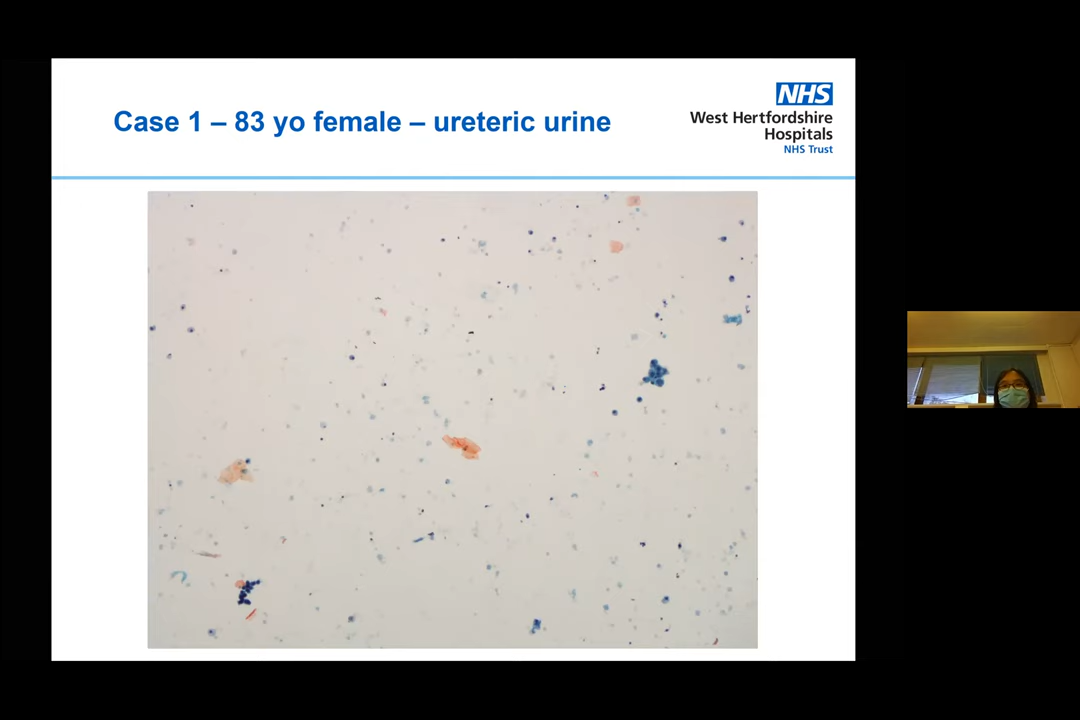 Case 1 – 83 yo female – ureteric urine
NHS
West Hertfordshire
Hospitals
NHS Trust